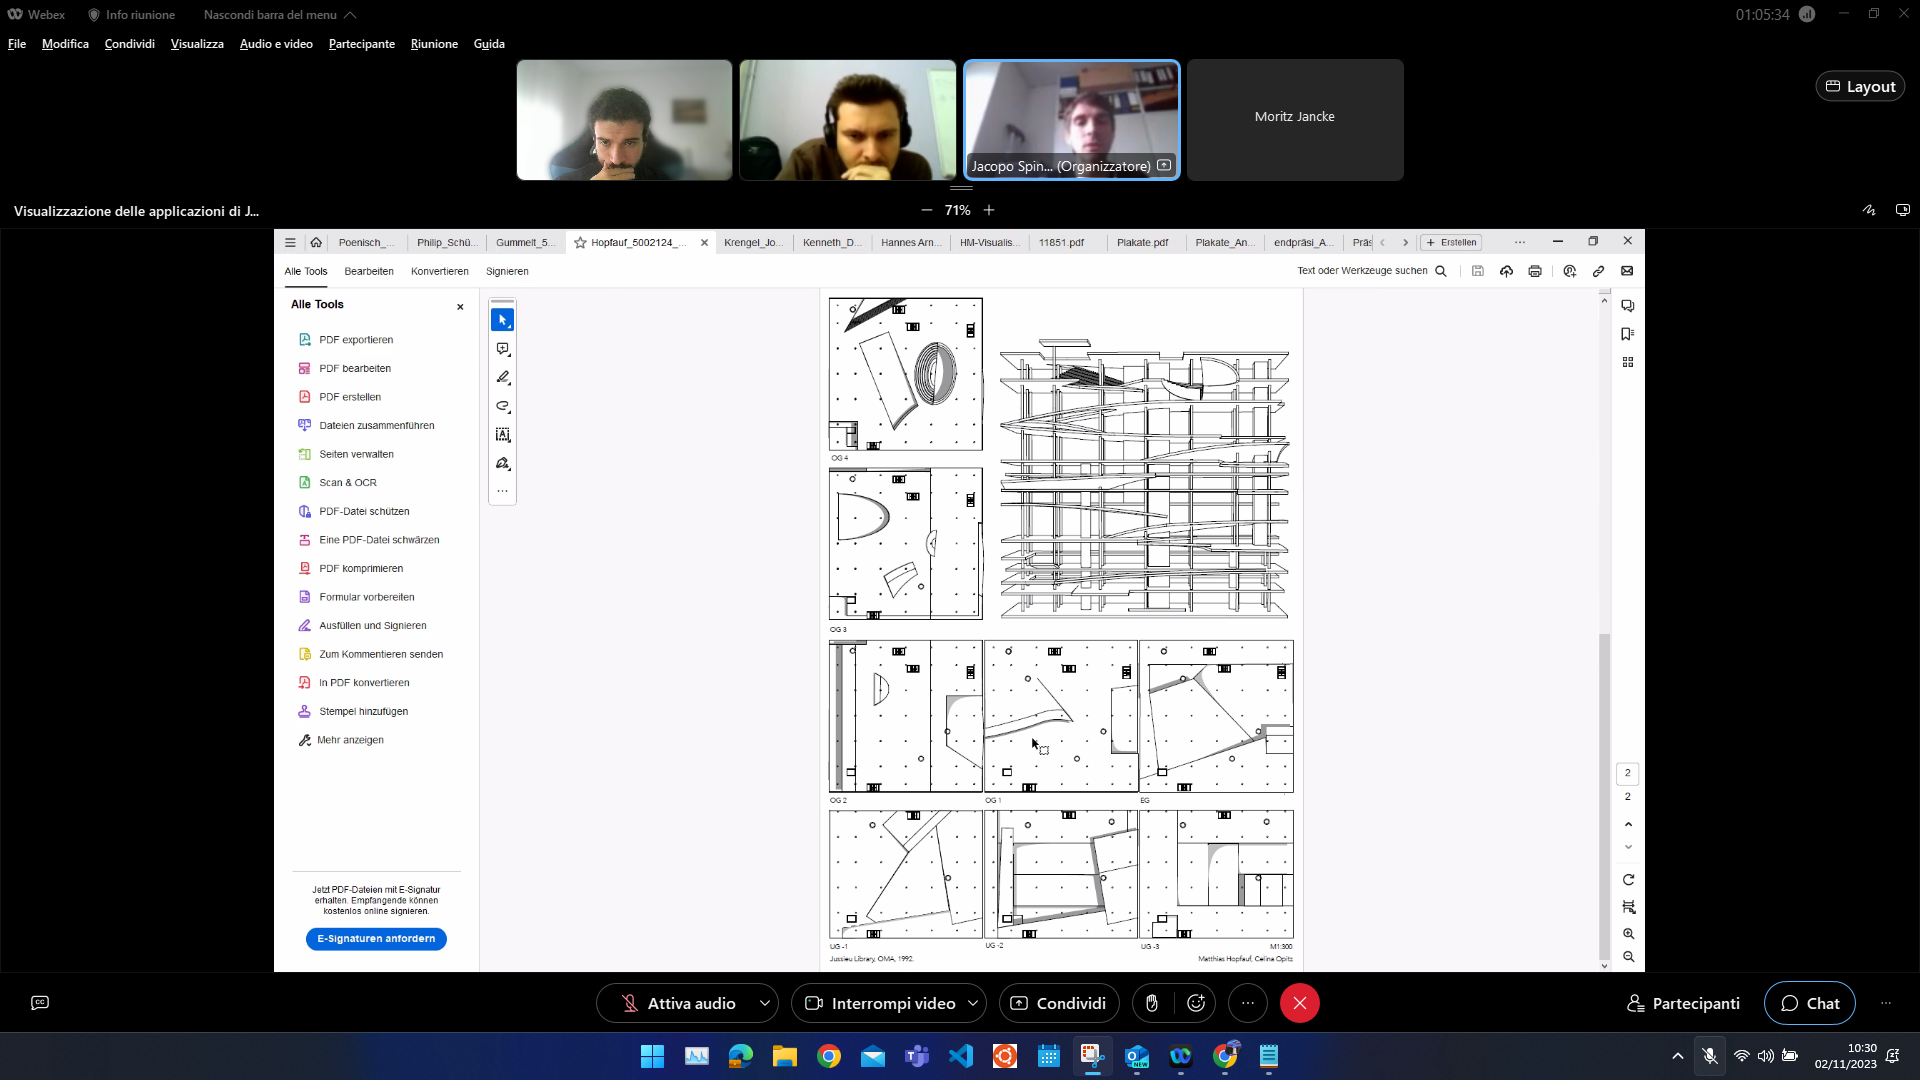 Webex Info riunione Nascondi barra del menu 01:05:34
File Modifica Condividi Visualizza Audio e video Partecipante Riunione Guida
Layout
Moritz Jancke
Jacopo Spin... (Organizzatore)
Visualizzazione delle applicazioni di J...
71%
Poenisch_... Philip_Schü... Gummelt_5... Hopfauf_5002124_... Krengel_Jo... Kenneth_D... Hannes Arn... HM-Visualis... 11851.pdf Plakate.pdf Plakate_An... endpräsi_A... Präs Erstellen
Alle Tools Bearbeiten Konvertieren Signieren Text oder Werkzeuge suchen
Alle Tools
PDF exportieren
PDF bearbeiten
PDF erstellen
Dateien zusammenführen
Seiten verwalten
Scan & OCR
PDF-Datei schützen
Eine PDF-Datei schwärzen
PDF komprimieren
Formular vorbereiten
Ausfüllen und Signieren
Zum Kommentieren senden
In PDF konvertieren
Stempel hinzufügen
Mehr anzeigen
Jetzt PDF-Dateien mit E-Signatur
erhalten. Empfangende können
kostenlos online signieren.
E-Signaturen anfordern
OG 4
OG 3
OG 2 OG 1 EG
UG -1 UG -2 UG -3 M1:300
Jussieu Library, OMA, 1992. Matthias Hopfauf, Celina Opitz
2
2
Attiva audio Interrompi video Condividi Partecipanti Chat
10:30
02/11/2023